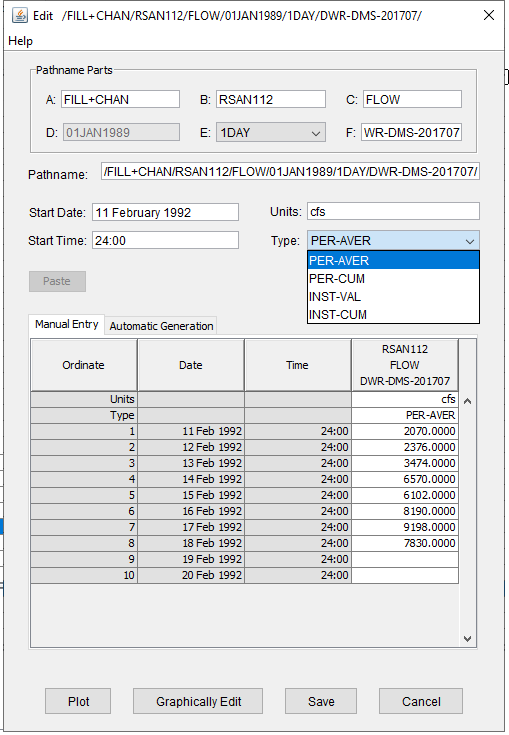 Edit /FILL+CHAN/RSAN112/FLOW/01JAN1989/1DAY/DWR-DMS-201707/
Help
Pathname Parts
A: FILL+CHAN B: RSAN112 C: FLOW
D: 01JAN1989 E: 1DAY F: WR-DMS-201707
Pathname: /FILL+CHAN/RSAN112/FLOW/01JAN1989/1DAY/DWR-DMS-201707/
Start Date: 11 February 1992 Units: cfs
Start Time: 24:00 Type: PER-AVER
PER-AVER
PER-CUM
INST-VAL
INST-CUM
Paste
Manual Entry Automatic Generation
Ordinate Date Time RSAN112
FLOW
DWR-DMS-201707
Units cfs
Type PER-AVER
1 11 Feb 1992 24:00 2070.0000
2 12 Feb 1992 24:00 2376.0000
3 13 Feb 1992 24:00 3474.0000
4 14 Feb 1992 24:00 6570.0000
5 15 Feb 1992 24:00 6102.0000
6 16 Feb 1992 24:00 8190.0000
7 17 Feb 1992 24:00 9198.0000
8 18 Feb 1992 24:00 7830.0000
9 19 Feb 1992 24:00
10 20 Feb 1992 24:00
Plot Graphically Edit Save Cancel